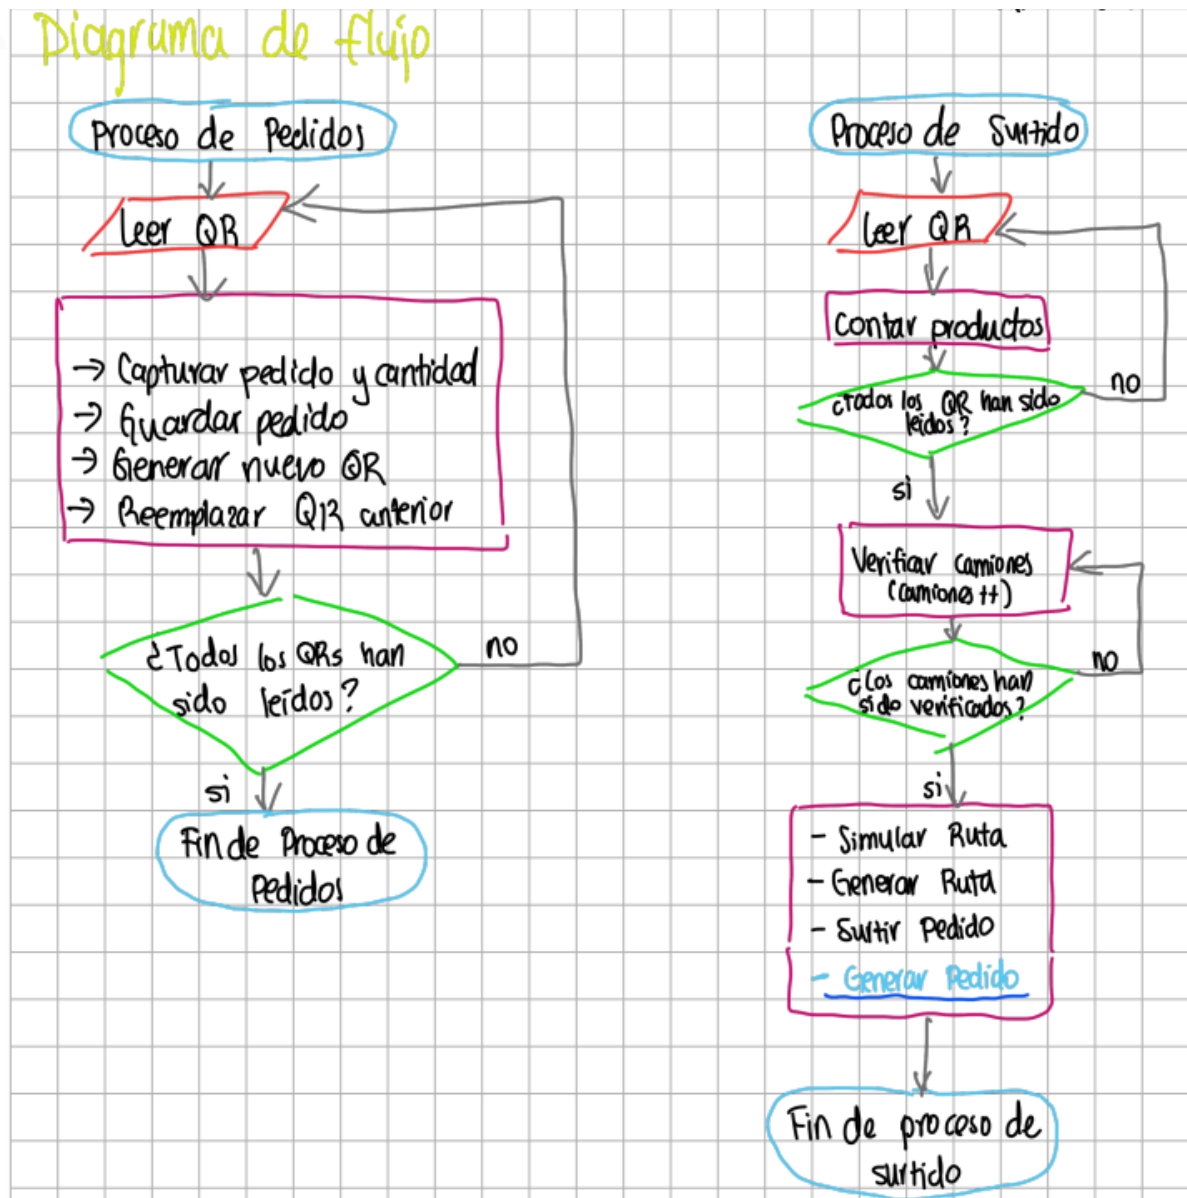 Diagrama de flujo
Proceso de Pedidos
Leer QR
→ Capturar pedido y cantidad
→ Guardar pedido
→ Generar nuevo QR
→ Reemplazar QR anterior
¿Todos los QRs han
sido leídos?
no
si
Fin de Proceso de
Pedidos
Proceso de Surtido
Leer QR
Contar productos
¿Todos los QR han sido
leidos?
no
si
Verificar camiones
(camiones ++)
¿Los camiones han
sido verificados?
no
si
- Simular Ruta
- Generar Ruta
- Surtir Pedido
- Generar Pedido
Fin de proceso de
surtido